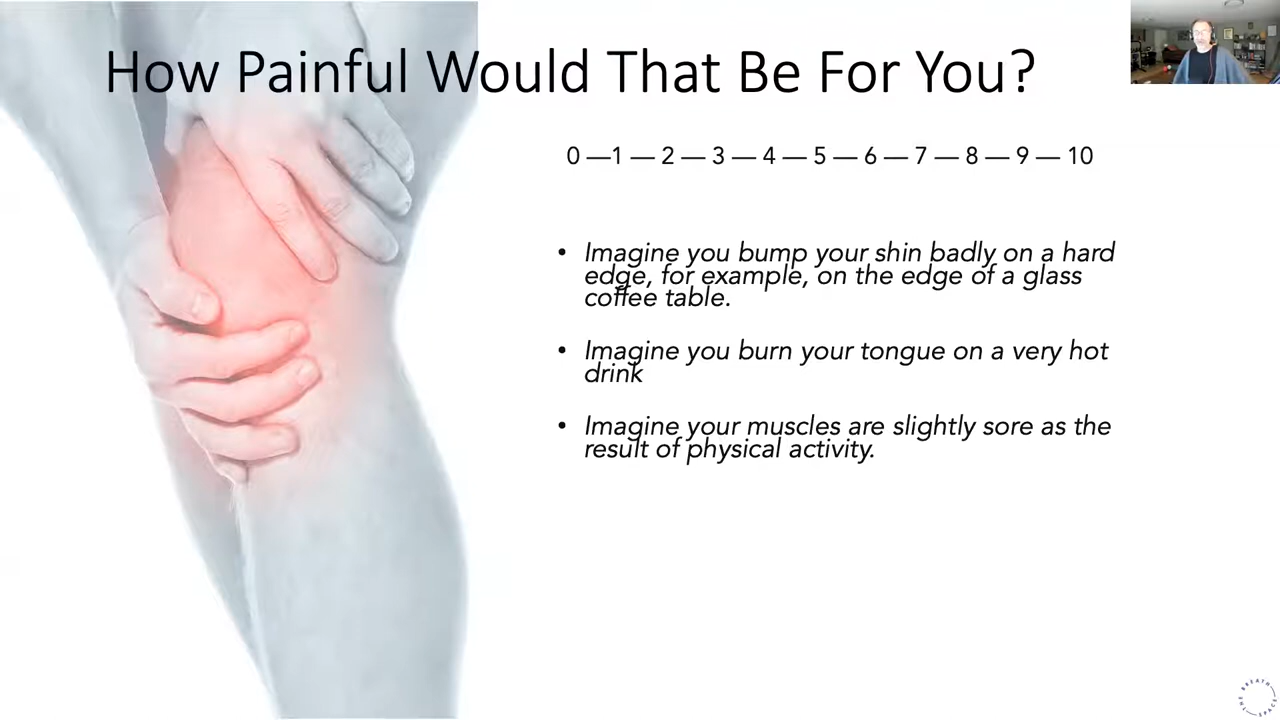 How Painful Would That Be For You?
0 —1 — 2 — 3 — 4 — 5 — 6 — 7 — 8 — 9 — 10
• Imagine you bump your shin badly on a hard
edge, for example, on the edge of a glass
coffee table.
• Imagine you burn your tongue on a very hot
drink
• Imagine your muscles are slightly sore as the
result of physical activity.
THE BREATH SPACE